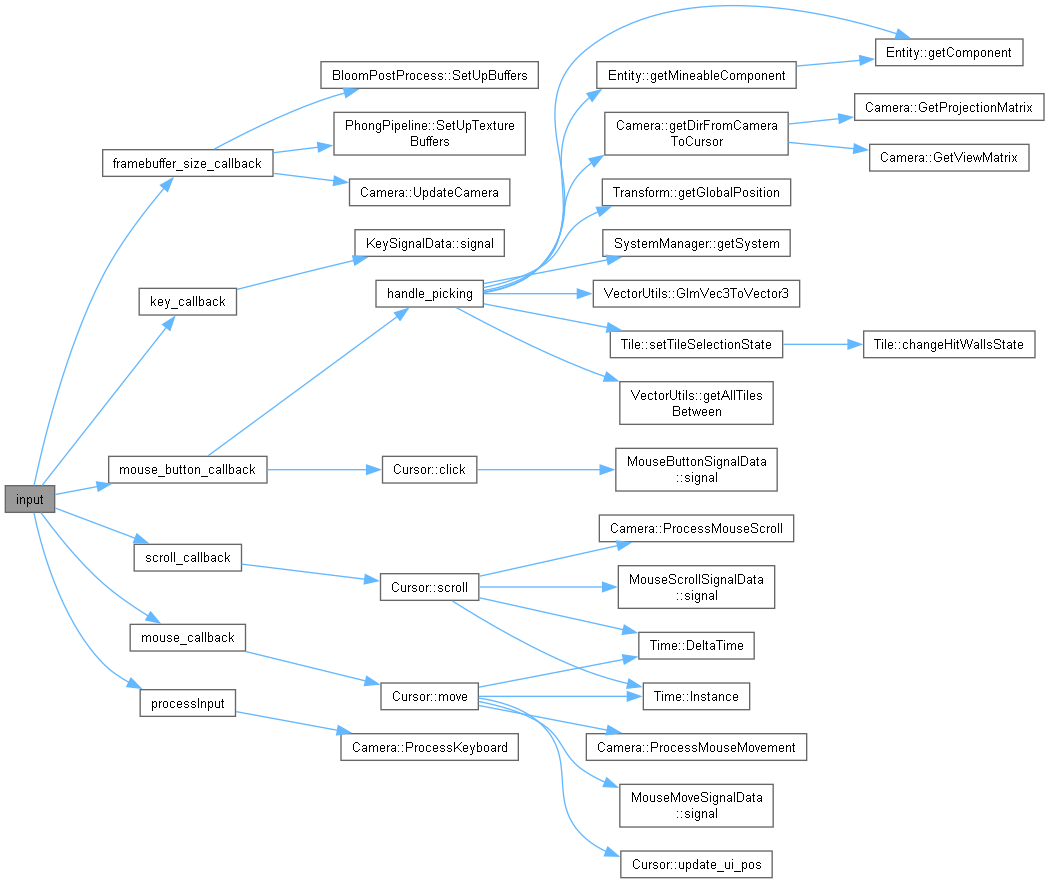 Entity::getComponent
BloomPostProcess::SetUpBuffers
Entity::getMineableComponent
Camera::GetProjectionMatrix
PhongPipeline::SetUpTexture
Buffers
Camera::getDirFromCamera
ToCursor
framebuffer_size_callback
Camera::GetViewMatrix
Camera::UpdateCamera
Transform::getGlobalPosition
KeySignalData::signal
SystemManager::getSystem
key_callback
handle_picking
VectorUtils::GlmVec3ToVector3
Tile::setTileSelectionState
Tile::changeHitWallsState
VectorUtils::getAllTiles
Between
mouse_button_callback
Cursor::click
MouseButtonSignalData
::signal
input
Camera::ProcessMouseScroll
scroll_callback
Cursor::scroll
MouseScrollSignalData
::signal
mouse_callback
Time::DeltaTime
processInput
Cursor::move
Time::Instance
Camera::ProcessKeyboard
Camera::ProcessMouseMovement
MouseMoveSignalData
::signal
Cursor::update_ui_pos